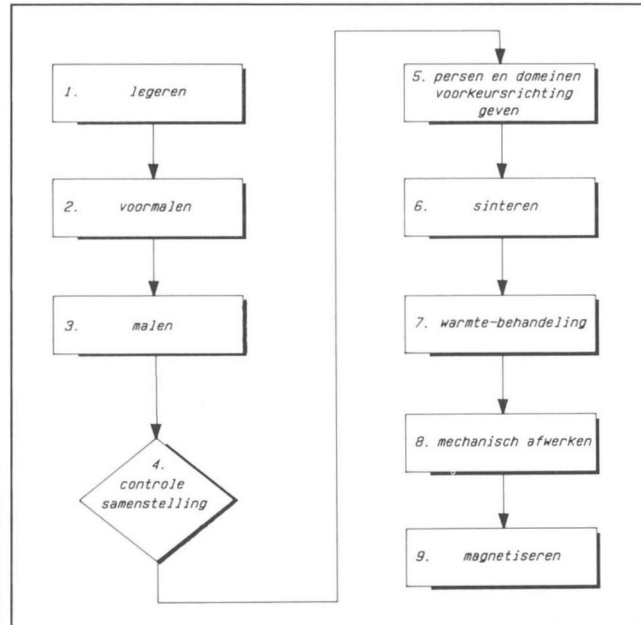 1. legeren
2. voormalen
3. malen
4.
controle
samenstelling
5. persen en domeinen
voorkeursrichting
geven
6. sinteren
7. warmte-behandeling
8. mechanisch afwerken
9. magnetiseren